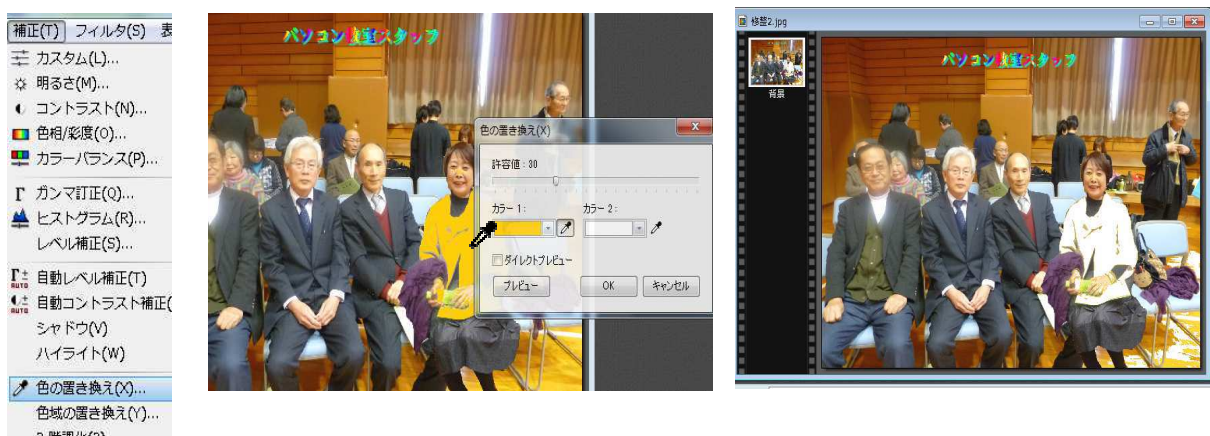 補正(T) フィルタ(S) 表
カスタム(L)...
明るさ(M)...
コントラスト(N)...
色相/彩度(O)...
カラーバランス(P)...
ガンマ訂正(Q)...
ヒストグラム(R)...
レベル補正(S)...
自動レベル補正(T)
自動コントラスト補正(
シャドウ(V)
ハイライト(W)
色の置き換え(X)...
色域の置き換え(Y)...
パソコン教室スタッフ
色の置き換え(X)
許容値 : 30
カラー 1 :
カラー 2 :
ダイレクトプレビュー
プレビュー
OK
キャンセル
修整2.jpg
背景
パソコン教室スタッフ